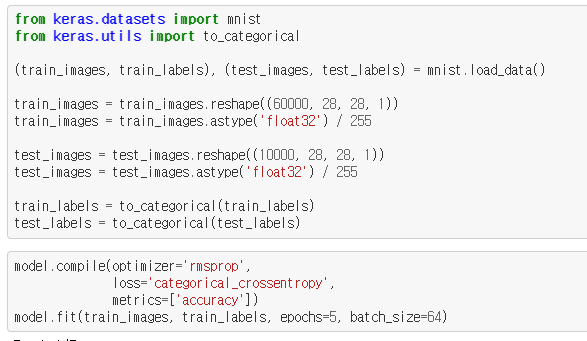 from keras.datasets import mnist
from keras.utils import to_categorical
(train_images, train_labels), (test_images, test_labels) = mnist.load_data()
train_images = train_images.reshape((60000, 28, 28, 1))
train_images = train_images.astype('float32') / 255
test_images = test_images.reshape((10000, 28, 28, 1))
test_images = test_images.astype('float32') / 255
train_labels = to_categorical(train_labels)
test_labels = to_categorical(test_labels)
model.compile(optimizer='rmsprop',
loss='categorical_crossentropy',
metrics=['accuracy'])
model.fit(train_images, train_labels, epochs=5, batch_size=64)